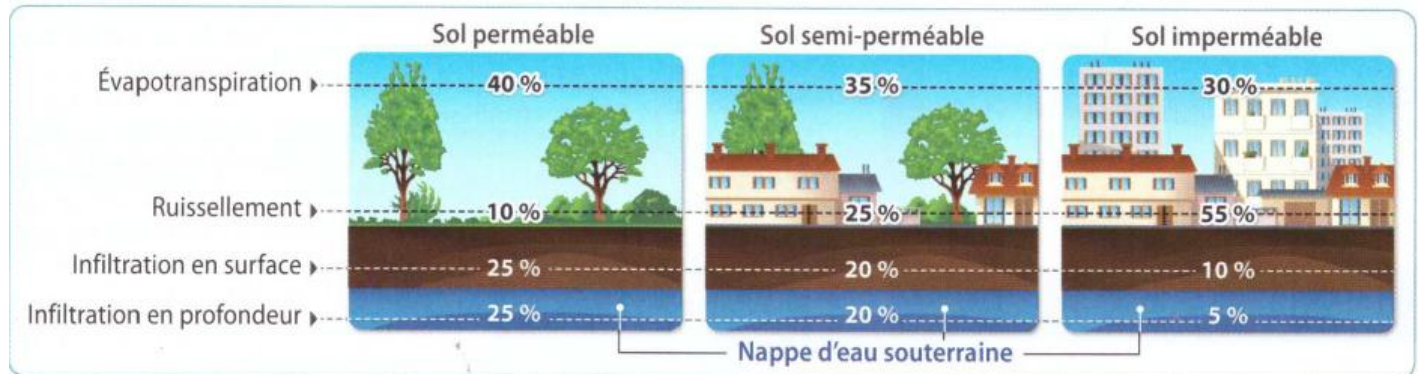 Sol perméable Sol semi-perméable Sol imperméable
Évapotranspiration 40 % 35 % 30 %
Ruissellement 10 % 25 % 55 %
Infiltration en surface 25 % 20 % 10 %
Infiltration en profondeur 25 % 20 % 5 %
Nappe d'eau souterraine